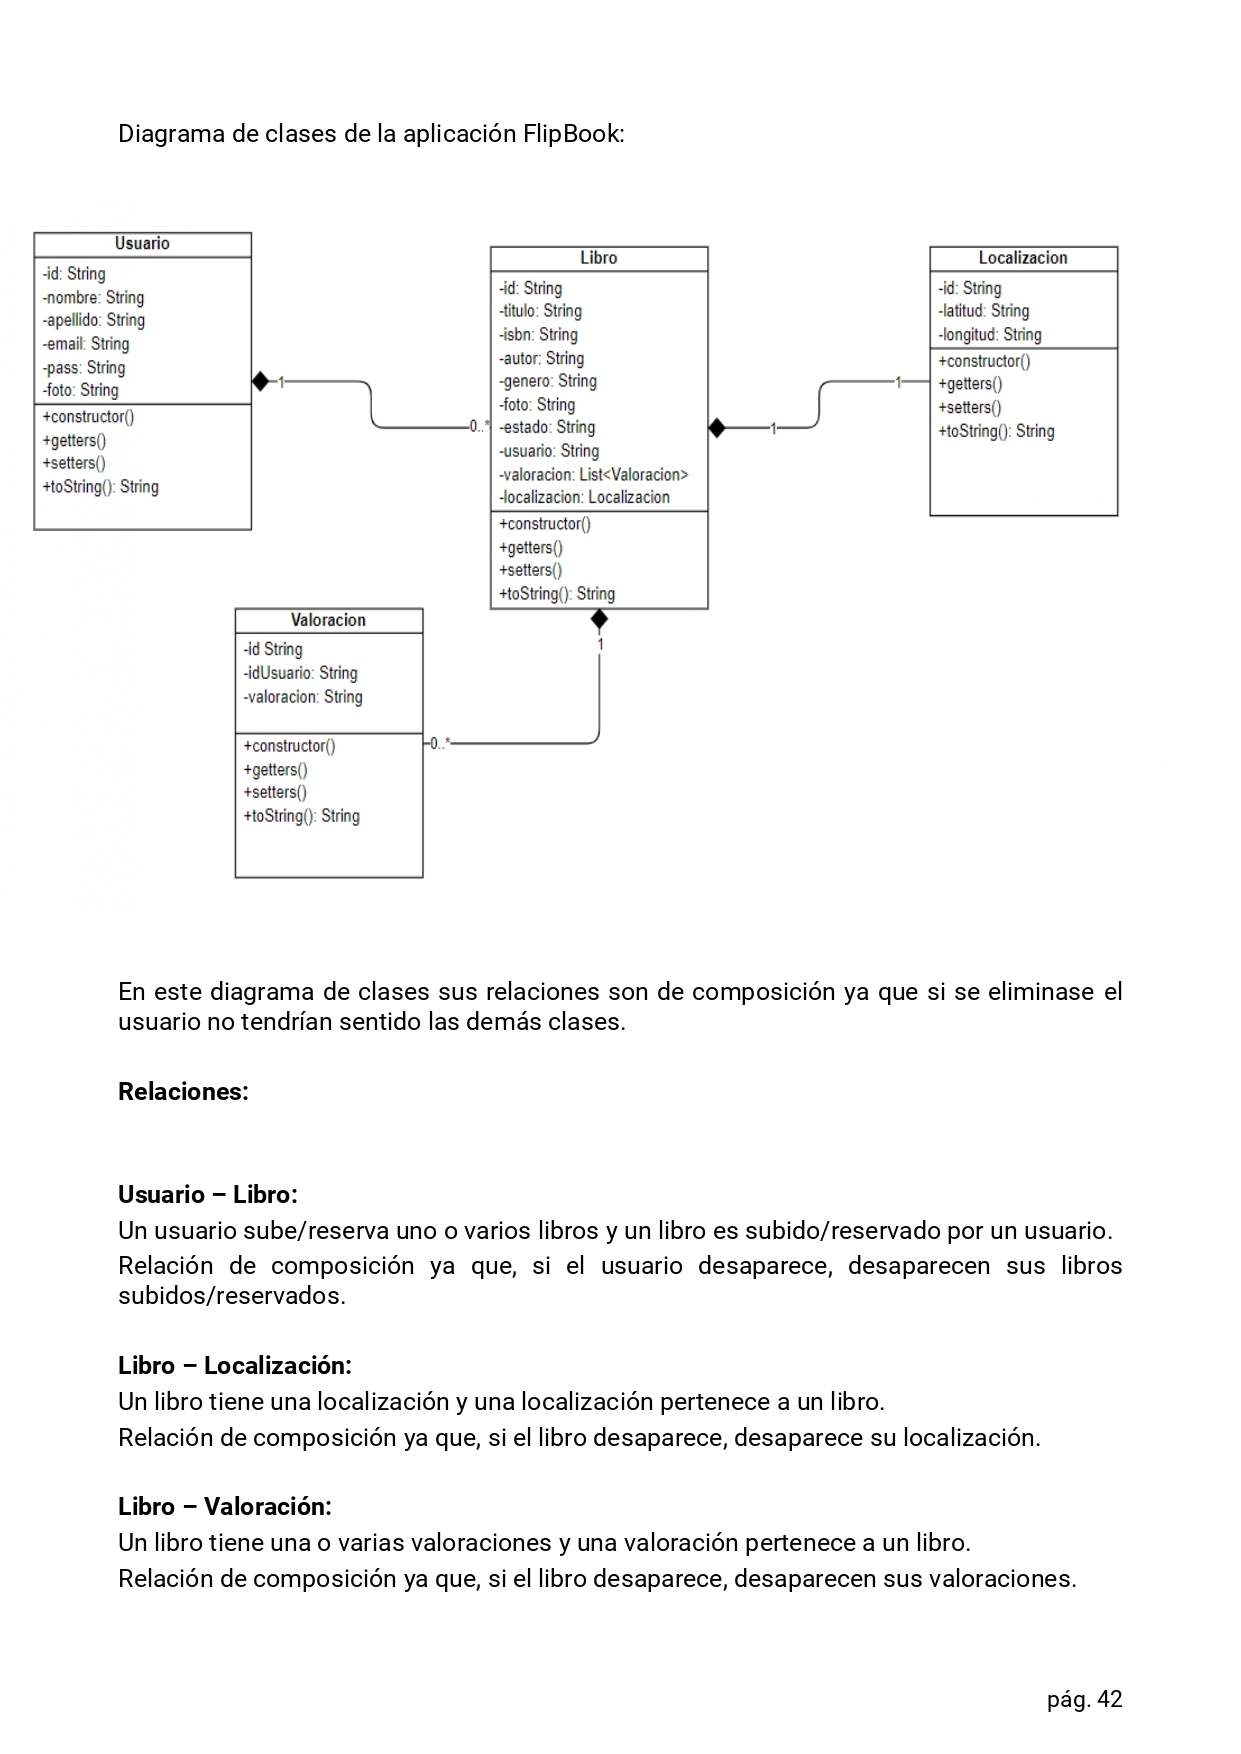 Diagrama de clases de la aplicación FlipBook:
Usuario
-id: String
-nombre: String
-apellido: String
-email: String
-pass: String
-foto: String
+constructor()
+getters()
+setters()
+toString(): String
1
0..*
Libro
-id: String
-titulo: String
-isbn: String
-autor: String
-genero: String
-foto: String
-estado: String
-usuario: String
-valoracion: List<Valoracion>
-localizacion: Localizacion
+constructor()
+getters()
+setters()
+toString(): String
1
1
Localizacion
-id: String
-latitud: String
-longitud: String
+constructor()
+getters()
+setters()
+toString(): String
1
0..*
Valoracion
-id String
-idUsuario: String
-valoracion: String
+constructor()
+getters()
+setters()
+toString(): String
En este diagrama de clases sus relaciones son de composición ya que si se eliminase el
usuario no tendrían sentido las demás clases.
Relaciones:
Usuario – Libro:
Un usuario sube/reserva uno o varios libros y un libro es subido/reservado por un usuario.
Relación de composición ya que, si el usuario desaparece, desaparecen sus libros
subidos/reservados.
Libro – Localización:
Un libro tiene una localización y una localización pertenece a un libro.
Relación de composición ya que, si el libro desaparece, desaparece su localización.
Libro – Valoración:
Un libro tiene una o varias valoraciones y una valoración pertenece a un libro.
Relación de composición ya que, si el libro desaparece, desaparecen sus valoraciones.
pág. 42